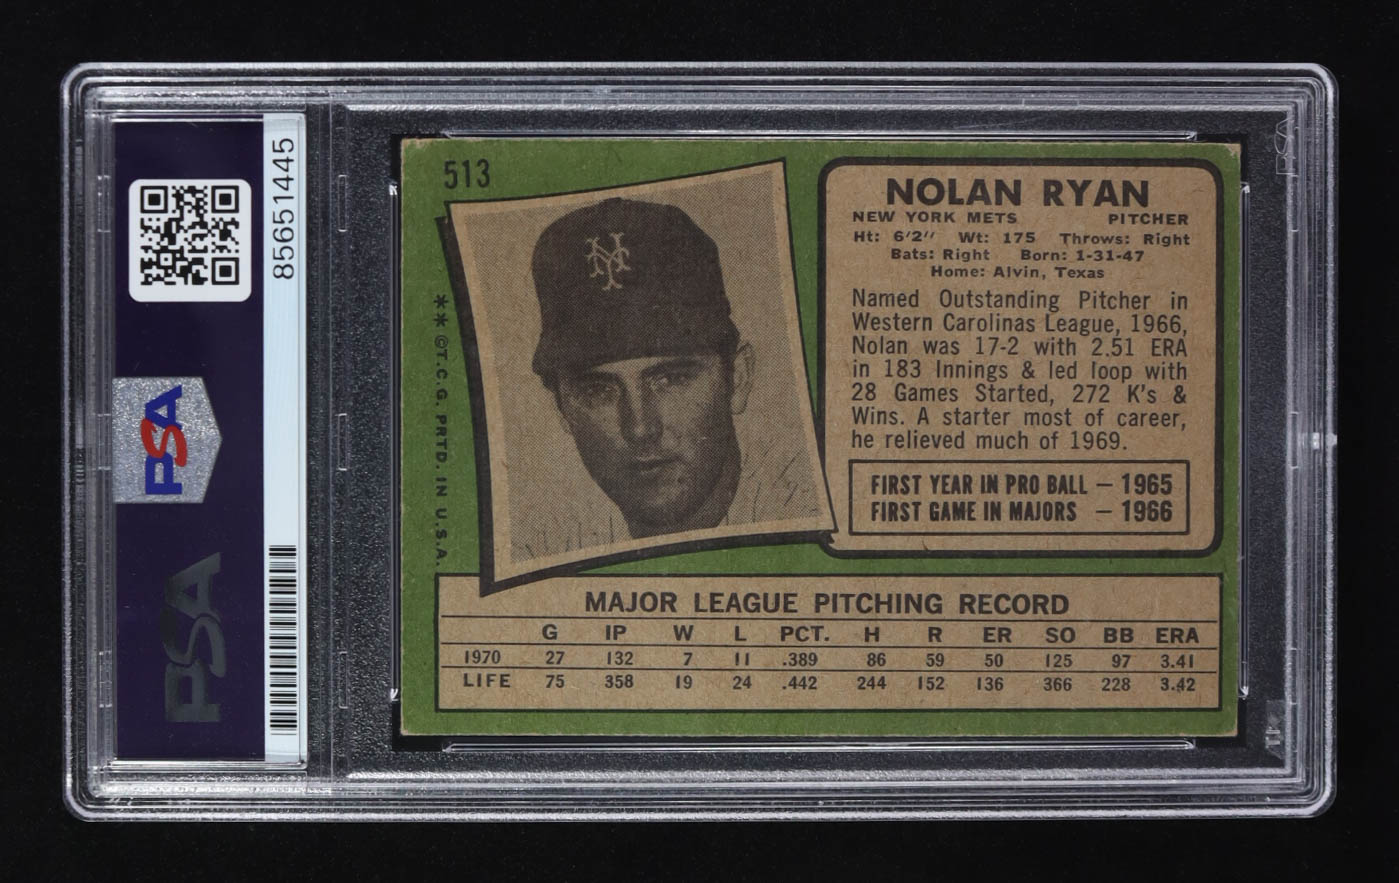 85651445
PSA
PSA
513
NY
** ©T.C.G. PRTD. IN U.S.A.
NOLAN RYAN
NEW YORK METS PITCHER
Ht: 6'2" Wt: 175 Throws: Right
Bats: Right Born: 1-31-47
Home: Alvin, Texas
Named Outstanding Pitcher in
Western Carolinas League, 1966,
Nolan was 17-2 with 2.51 ERA
in 183 Innings & led loop with
28 Games Started, 272 K's &
Wins. A starter most of career,
he relieved much of 1969.
FIRST YEAR IN PRO BALL — 1965
FIRST GAME IN MAJORS — 1966
MAJOR LEAGUE PITCHING RECORD
G IP W L PCT. H R ER SO BB ERA
1970 27 132 7 11 .389 86 59 50 125 97 3.41
LIFE 75 358 19 24 .442 244 152 136 366 228 3.42